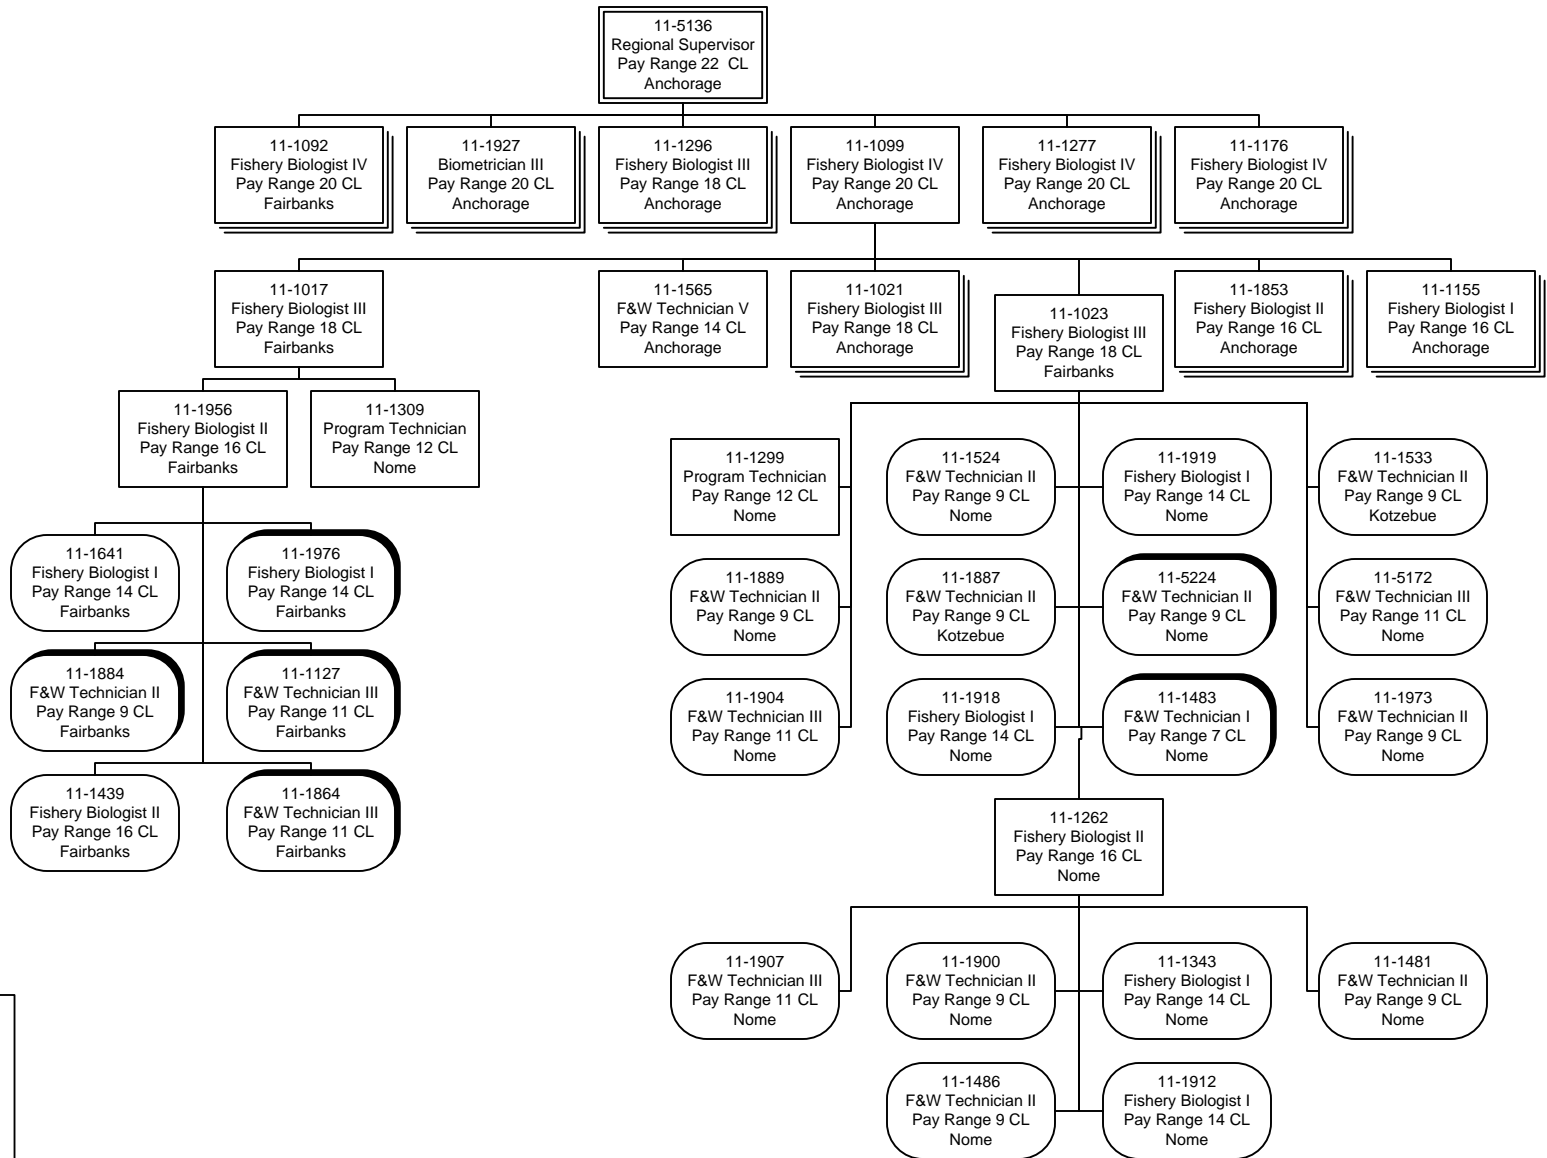 11-5136
Regional Supervisor
Pay Range 22 CL
Anchorage
11-1092
Fishery Biologist IV
Pay Range 20 CL
Fairbanks
11-1927
Biometrician III
Pay Range 20 CL
Anchorage
11-1296
Fishery Biologist III
Pay Range 18 CL
Anchorage
11-1099
Fishery Biologist IV
Pay Range 20 CL
Anchorage
11-1277
Fishery Biologist IV
Pay Range 20 CL
Anchorage
11-1176
Fishery Biologist IV
Pay Range 20 CL
Anchorage
11-1017
Fishery Biologist III
Pay Range 18 CL
Fairbanks
11-1565
F&W Technician V
Pay Range 14 CL
Anchorage
11-1021
Fishery Biologist III
Pay Range 18 CL
Anchorage
11-1023
Fishery Biologist III
Pay Range 18 CL
Fairbanks
11-1853
Fishery Biologist II
Pay Range 16 CL
Anchorage
11-1155
Fishery Biologist I
Pay Range 16 CL
Anchorage
11-1956
Fishery Biologist II
Pay Range 16 CL
Fairbanks
11-1309
Program Technician
Pay Range 12 CL
Nome
11-1641
Fishery Biologist I
Pay Range 14 CL
Fairbanks
11-1976
Fishery Biologist I
Pay Range 14 CL
Fairbanks
11-1884
F&W Technician II
Pay Range 9 CL
Fairbanks
11-1127
F&W Technician III
Pay Range 11 CL
Fairbanks
11-1439
Fishery Biologist II
Pay Range 16 CL
Fairbanks
11-1864
F&W Technician III
Pay Range 11 CL
Fairbanks
11-1299
Program Technician
Pay Range 12 CL
Nome
11-1524
F&W Technician II
Pay Range 9 CL
Nome
11-1919
Fishery Biologist I
Pay Range 14 CL
Nome
11-1533
F&W Technician II
Pay Range 9 CL
Kotzebue
11-1889
F&W Technician II
Pay Range 9 CL
Nome
11-1887
F&W Technician II
Pay Range 9 CL
Kotzebue
11-5224
F&W Technician II
Pay Range 9 CL
Nome
11-5172
F&W Technician III
Pay Range 11 CL
Nome
11-1904
F&W Technician III
Pay Range 11 CL
Nome
11-1918
Fishery Biologist I
Pay Range 14 CL
Nome
11-1483
F&W Technician I
Pay Range 7 CL
Nome
11-1973
F&W Technician II
Pay Range 9 CL
Nome
11-1262
Fishery Biologist II
Pay Range 16 CL
Nome
11-1907
F&W Technician III
Pay Range 11 CL
Nome
11-1900
F&W Technician II
Pay Range 9 CL
Nome
11-1343
Fishery Biologist I
Pay Range 14 CL
Nome
11-1481
F&W Technician II
Pay Range 9 CL
Nome
11-1486
F&W Technician II
Pay Range 9 CL
Nome
11-1912
Fishery Biologist I
Pay Range 14 CL
Nome